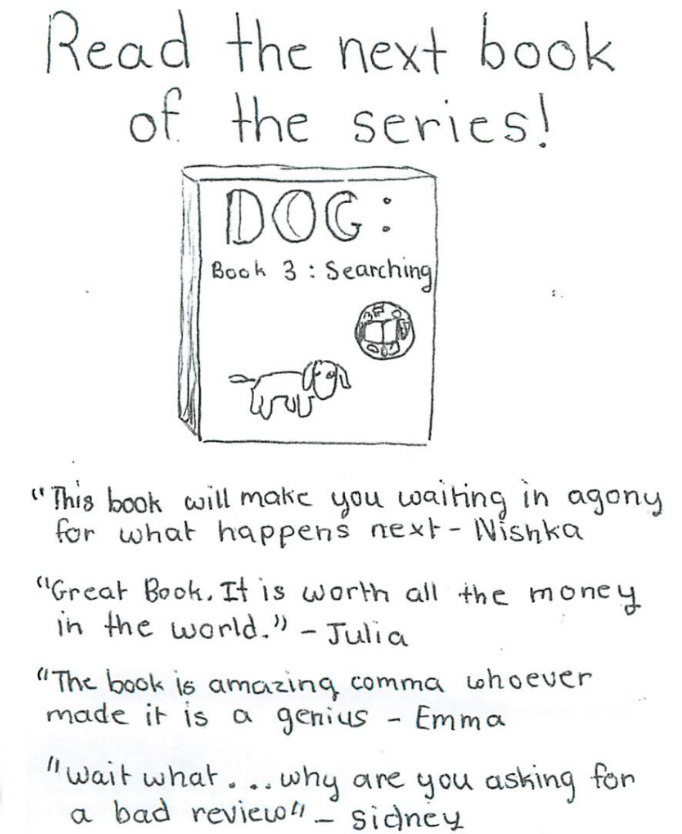 Read the next book
of the series!
DOG:
Book 3 : Searching
"This book will make you waiting in agony
for what happens next - Nishka
"Great Book. It is worth all the money
in the world." - Julia
"The book is amazing comma whoever
made it is a genius - Emma
"wait what... why are you asking for
a bad review" - Sidney